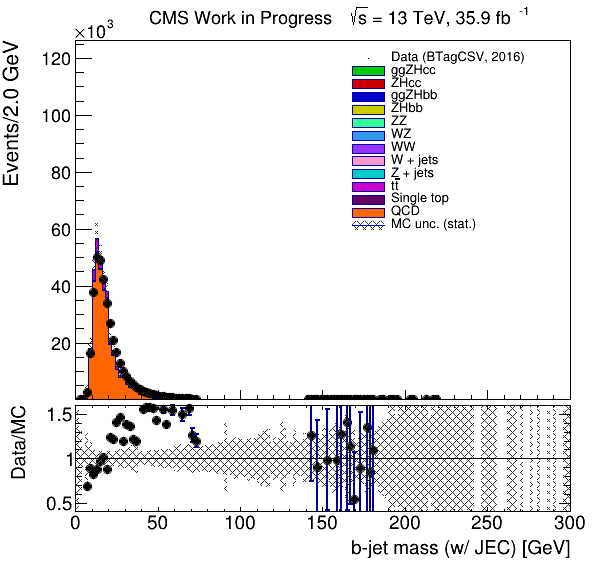 CMS Work in Progress √s = 13 TeV, 35.9 fb⁻¹
×10³
Events/2.0 GeV
120
100
80
60
40
20
Data (BTagCSV, 2016)
ggZHcc
ZHcc
ggZHbb
ZHbb
ZZ
WZ
WW
W + jets
Z + jets
tt̄
Single top
QCD
MC unc. (stat.)
Data/MC
1.5
1
0.5
0 50 100 150 200 250 300
b-jet mass (w/ JEC) [GeV]